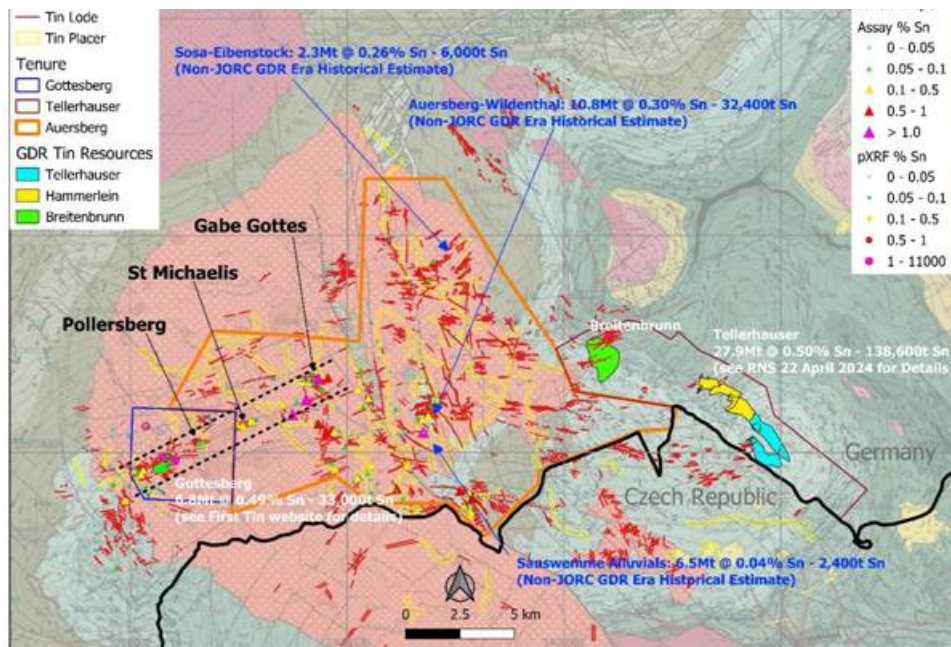 Tin Lode
Tin Placer
Tenure
Gottesberg
Tellerhauser
Auersberg
GDR Tin Resources
Tellerhauser
Hammerlein
Breitenbrunn
Sosa-Eibenstock: 2.3Mt @ 0.26% Sn - 6,000t Sn
(Non-JORC GDR Era Historical Estimate)
Auersberg-Wildenthal: 10.8Mt @ 0.30% Sn - 32,400t Sn
(Non-JORC GDR Era Historical Estimate)
Assay % Sn
0 - 0.05
0.05 - 0.1
0.1 - 0.5
0.5 - 1
> 1.0
pXRF % Sn
0 - 0.05
0.05 - 0.1
0.1 - 0.5
0.5 - 1
1 - 11000
Gabe Gottes
St Michaelis
Pollersberg
Breitenbrunn
Tellerhauser
27.9Mt @ 0.50% Sn - 138,600t Sn
(see RNS 22 April 2024 for Details
Germany
Czech Republic
Gottesberg
0.8Mt @ 0.49% Sn - 33,000t Sn
(see First Tin website for details)
Sauswemme Alluvials: 6.5Mt @ 0.04% Sn - 2,400t Sn
(Non-JORC GDR Era Historical Estimate)
0 2.5 5 km